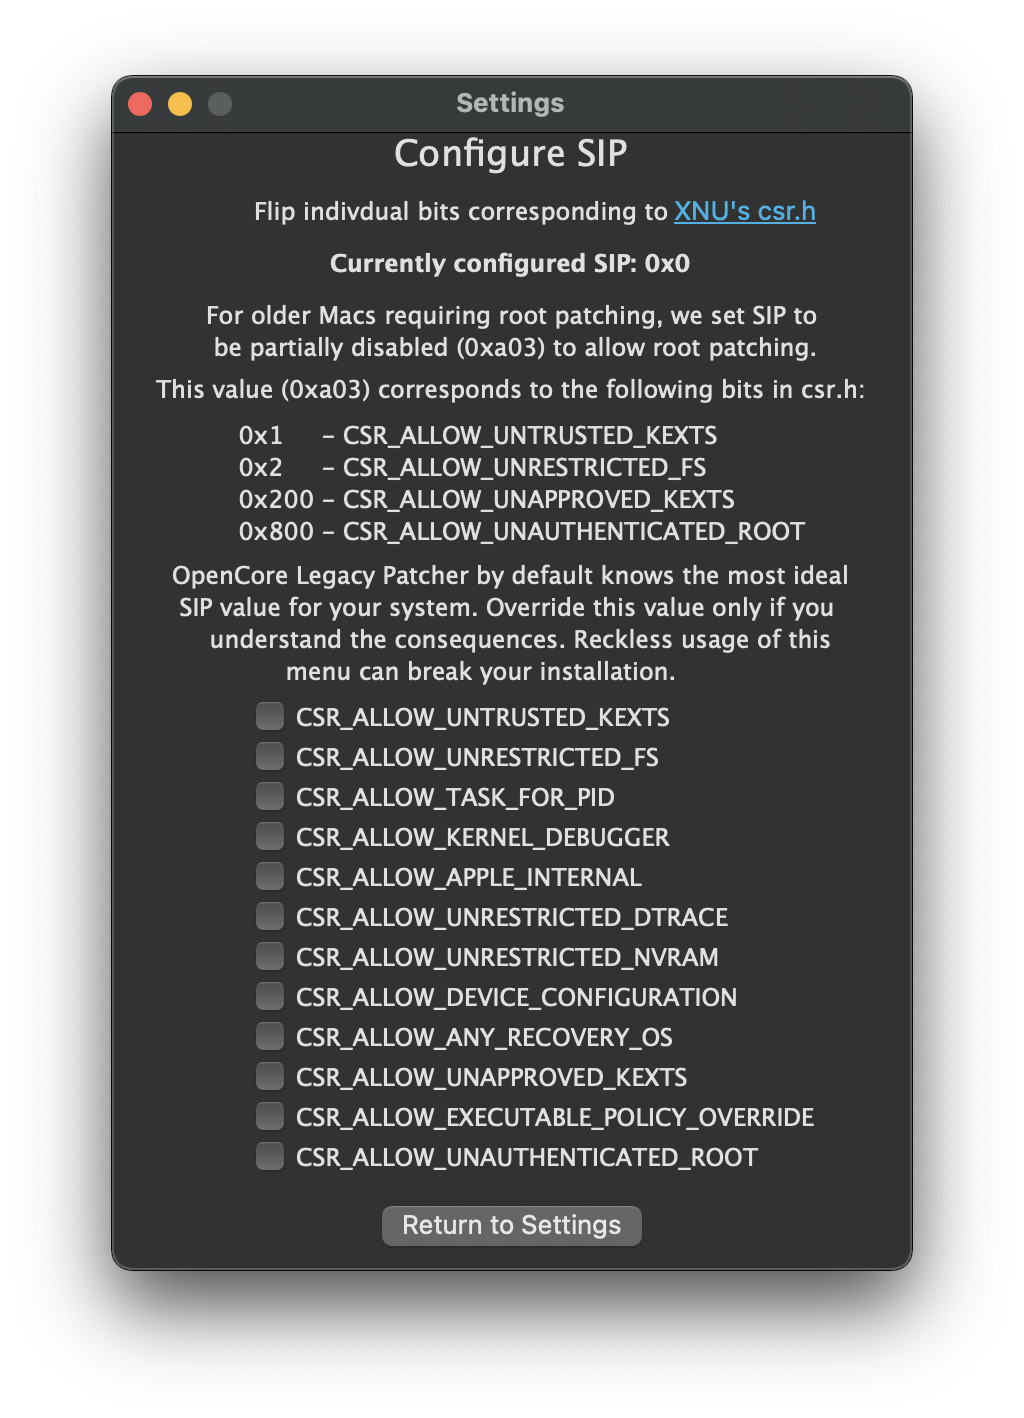 Settings
Configure SIP
Flip indivdual bits corresponding to XNU's csr.h
Currently configured SIP: 0x0
For older Macs requiring root patching, we set SIP to
be partially disabled (0xa03) to allow root patching.
This value (0xa03) corresponds to the following bits in csr.h:
0x1 – CSR_ALLOW_UNTRUSTED_KEXTS
0x2 – CSR_ALLOW_UNRESTRICTED_FS
0x200 – CSR_ALLOW_UNAPPROVED_KEXTS
0x800 – CSR_ALLOW_UNAUTHENTICATED_ROOT
OpenCore Legacy Patcher by default knows the most ideal
SIP value for your system. Override this value only if you
understand the consequences. Reckless usage of this
menu can break your installation.
CSR_ALLOW_UNTRUSTED_KEXTS
CSR_ALLOW_UNRESTRICTED_FS
CSR_ALLOW_TASK_FOR_PID
CSR_ALLOW_KERNEL_DEBUGGER
CSR_ALLOW_APPLE_INTERNAL
CSR_ALLOW_UNRESTRICTED_DTRACE
CSR_ALLOW_UNRESTRICTED_NVRAM
CSR_ALLOW_DEVICE_CONFIGURATION
CSR_ALLOW_ANY_RECOVERY_OS
CSR_ALLOW_UNAPPROVED_KEXTS
CSR_ALLOW_EXECUTABLE_POLICY_OVERRIDE
CSR_ALLOW_UNAUTHENTICATED_ROOT
Return to Settings